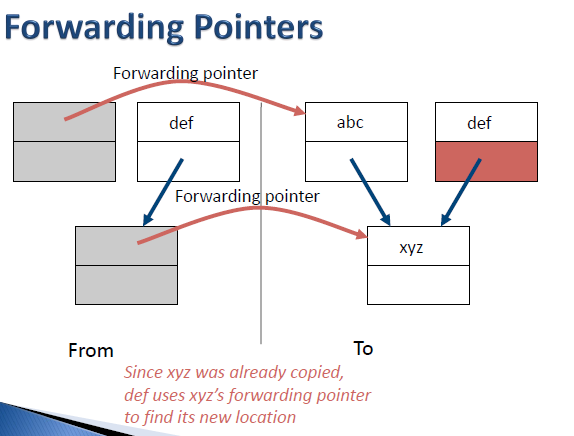 Forwarding Pointers
Forwarding pointer
def
abc
def
Forwarding pointer
xyz
From
To
Since xyz was already copied,
def uses xyz's forwarding pointer
to find its new location